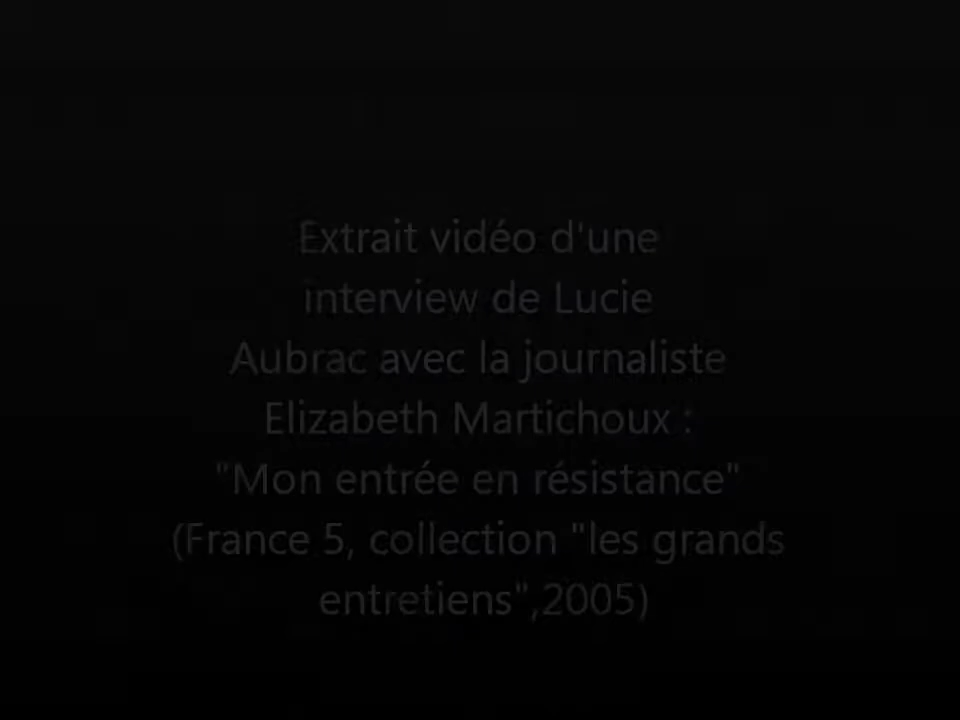 Extrait vidéo d'une
interview de Lucie
Aubrac avec la journaliste
Elizabeth Martichoux :
"Mon entrée en résistance"
(France 5, collection "les grands
entretiens",2005)